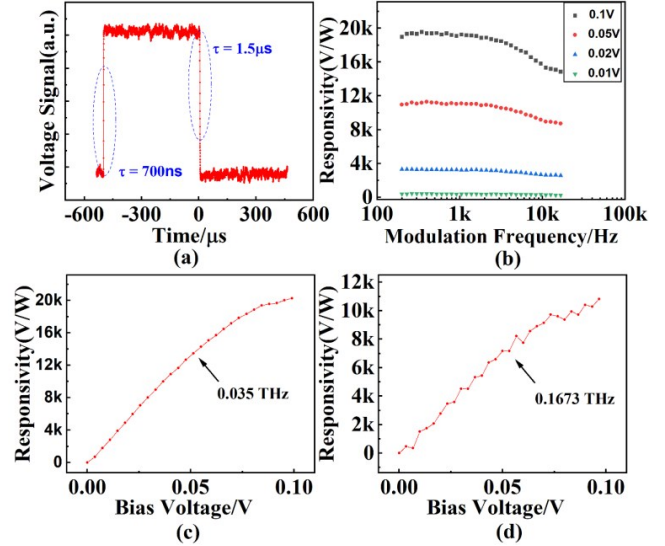 Voltage Signal(a.u.)
τ = 1.5μs
τ = 700ns
-600 -300 0 300 600
Time/μs
(a)
Responsivity(V/W)
20k
16k
12k
8k
4k
0
0.1V
0.05V
0.02V
0.01V
100 1k 10k 100k
Modulation Frequency/Hz
(b)
Responsivity(V/W)
20k
16k
12k
8k
4k
0
0.035 THz
0.00 0.05 0.10
Bias Voltage/V
(c)
Responsivity(V/W)
12k
10k
8k
6k
4k
2k
0
0.1673 THz
0.00 0.05 0.10
Bias Voltage/V
(d)